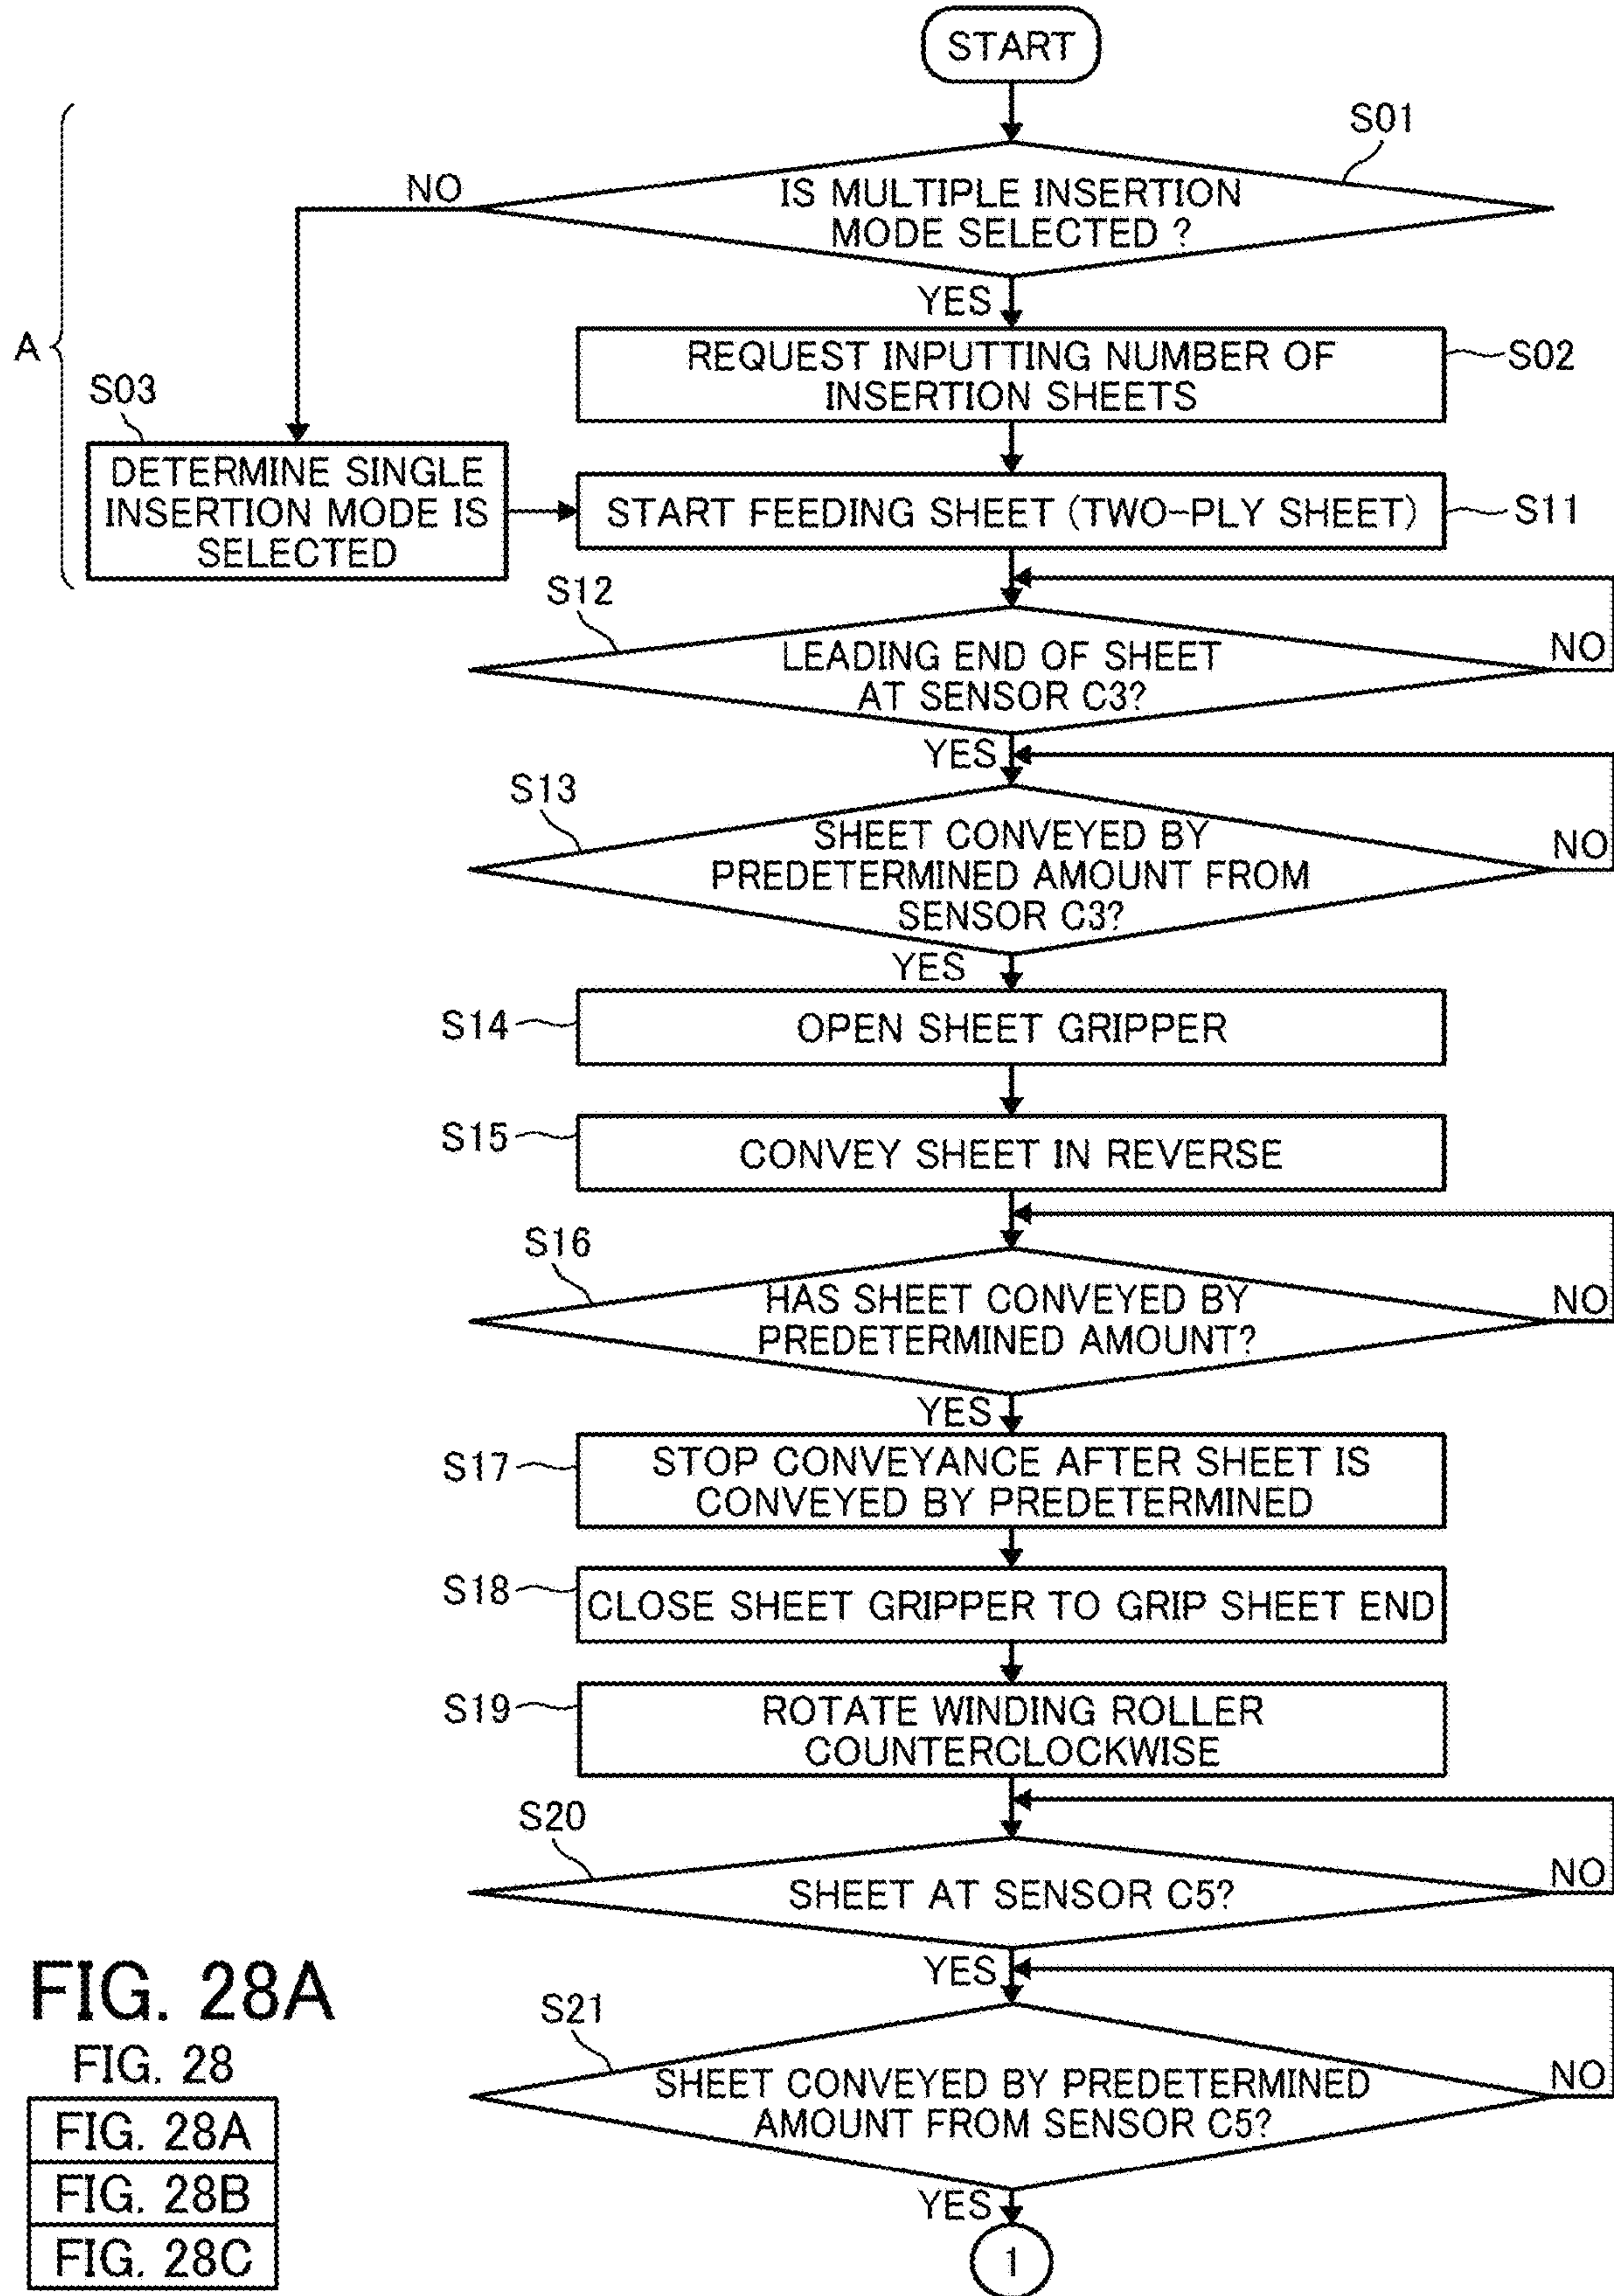 START
S01
NO
IS MULTIPLE INSERTION
MODE SELECTED ?
YES
A
REQUEST INPUTTING NUMBER OF
INSERTION SHEETS
S02
S03
DETERMINE SINGLE
INSERTION MODE IS
SELECTED
START FEEDING SHEET (TWO-PLY SHEET)
S11
S12
LEADING END OF SHEET
AT SENSOR C3?
NO
YES
S13
SHEET CONVEYED BY
PREDETERMINED AMOUNT FROM
SENSOR C3?
NO
YES
S14
OPEN SHEET GRIPPER
S15
CONVEY SHEET IN REVERSE
S16
HAS SHEET CONVEYED BY
PREDETERMINED AMOUNT?
NO
YES
S17
STOP CONVEYANCE AFTER SHEET IS
CONVEYED BY PREDETERMINED
S18
CLOSE SHEET GRIPPER TO GRIP SHEET END
S19
ROTATE WINDING ROLLER
COUNTERCLOCKWISE
S20
SHEET AT SENSOR C5?
NO
YES
S21
SHEET CONVEYED BY PREDETERMINED
AMOUNT FROM SENSOR C5?
NO
YES
1
FIG. 28A
FIG. 28
FIG. 28A
FIG. 28B
FIG. 28C